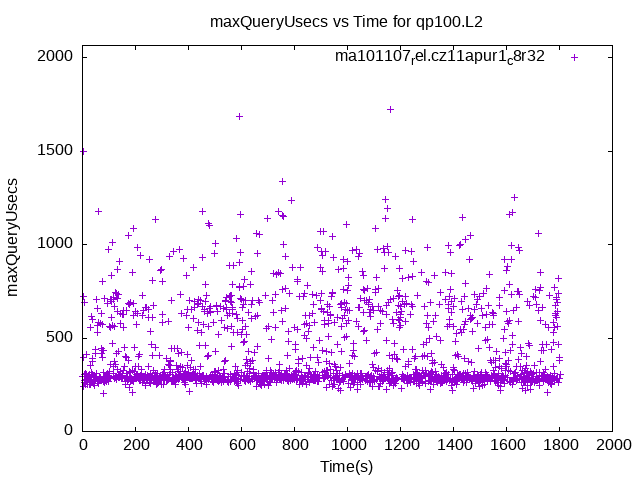 maxQueryUsecs vs Time for qp100.L2
ma101107rel.cz11apur1c8r32
2000
1500
1000
500
0
maxQueryUsecs
0 200 400 600 800 1000 1200 1400 1600 1800 2000
Time(s)